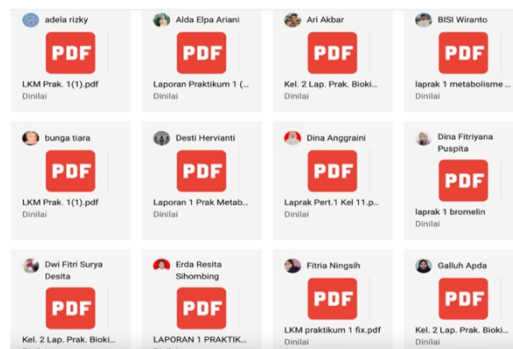 adela rizky
PDF
LKM Prak. 1(1).pdf
Dinilai
Alda Elpa Ariani
PDF
Laporan Praktikum 1 (...
Dinilai
Ari Akbar
PDF
Kel. 2 Lap. Prak. Bioki...
Dinilai
BISI Wiranto
PDF
laprak 1 metabolisme ...
Dinilai
bunga tiara
PDF
LKM Prak. 1(1).pdf
Dinilai
Desti Hervianti
PDF
Laporan 1 Prak Metab...
Dinilai
Dina Anggraini
PDF
Laprak Pert.1 Kel 11.p...
Dinilai
Dina Fitriyana
Puspita
PDF
laprak 1 bromelin
Dinilai
Dwi Fitri Surya
Desita
PDF
Kel. 2 Lap. Prak. Bioki...
Erda Resita
Sihombing
PDF
LAPORAN 1 PRAKTIK...
Fitria Ningsih
PDF
LKM praktikum 1 fix.pdf
Dinilai
Galluh Apda
PDF
Kel. 2 Lap. Prak. Bioki...
Dinilai